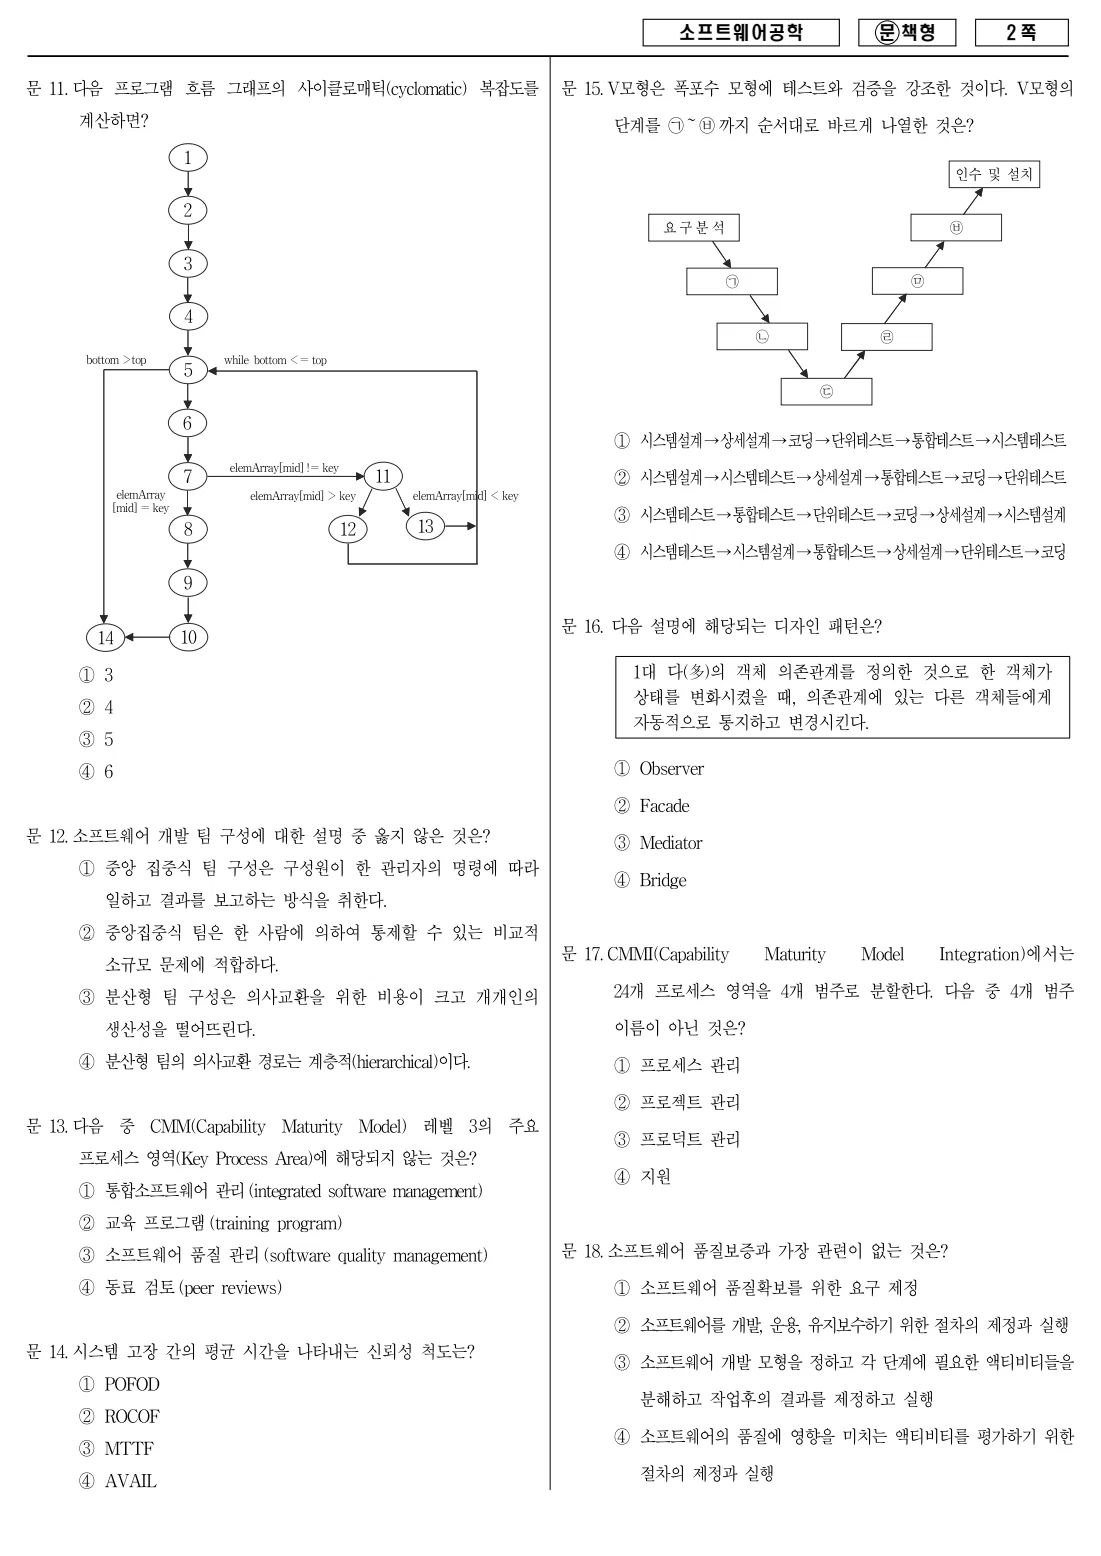 소프트웨어공학
문책형
2쪽
문 11. 다음 프로그램 흐름 그래프의 사이클로매틱(cyclomatic) 복잡도를
계산하면?
1
2
3
4
bottom >top
5
while bottom <= top
6
7
elemArray[mid] != key
11
elemArray
[mid] = key
elemArray[mid] > key
elemArray[mid] < key
8
12
13
9
14
10
① 3
② 4
③ 5
④ 6
문 12. 소프트웨어 개발 팀 구성에 대한 설명 중 옳지 않은 것은?
① 중앙 집중식 팀 구성은 구성원이 한 관리자의 명령에 따라
일하고 결과를 보고하는 방식을 취한다.
② 중앙집중식 팀은 한 사람에 의하여 통제할 수 있는 비교적
소규모 문제에 적합하다.
③ 분산형 팀 구성은 의사교환을 위한 비용이 크고 개개인의
생산성을 떨어뜨린다.
④ 분산형 팀의 의사교환 경로는 계층적(hierarchical)이다.
문 13. 다음 중 CMM(Capability Maturity Model) 레벨 3의 주요
프로세스 영역(Key Process Area)에 해당되지 않는 것은?
① 통합소프트웨어 관리(integrated software management)
② 교육 프로그램(training program)
③ 소프트웨어 품질 관리(software quality management)
④ 동료 검토(peer reviews)
문 14. 시스템 고장 간의 평균 시간을 나타내는 신뢰성 척도는?
① POFOD
② ROCOF
③ MTTF
④ AVAIL
문 15. V모형은 폭포수 모형에 테스트와 검증을 강조한 것이다. V모형의
단계를 ㉠~㉥까지 순서대로 바르게 나열한 것은?
인수 및 설치
요구분석
㉥
㉠
㉤
㉡
㉣
㉢
① 시스템설계→상세설계→코딩→단위테스트→통합테스트→시스템테스트
② 시스템설계→시스템테스트→상세설계→통합테스트→코딩→단위테스트
③ 시스템테스트→통합테스트→단위테스트→코딩→상세설계→시스템설계
④ 시스템테스트→시스템설계→통합테스트→상세설계→단위테스트→코딩
문 16. 다음 설명에 해당되는 디자인 패턴은?
1대 다(多)의 객체 의존관계를 정의한 것으로 한 객체가
상태를 변화시켰을 때, 의존관계에 있는 다른 객체들에게
자동적으로 통지하고 변경시킨다.
① Observer
② Facade
③ Mediator
④ Bridge
문 17. CMMI(Capability Maturity Model Integration)에서는
24개 프로세스 영역을 4개 범주로 분할한다. 다음 중 4개 범주
이름이 아닌 것은?
① 프로세스 관리
② 프로젝트 관리
③ 프로덕트 관리
④ 지원
문 18. 소프트웨어 품질보증과 가장 관련이 없는 것은?
① 소프트웨어 품질확보를 위한 요구 제정
② 소프트웨어를 개발, 운용, 유지보수하기 위한 절차의 제정과 실행
③ 소프트웨어 개발 모형을 정하고 각 단계에 필요한 액티비티들을
분해하고 작업후의 결과를 제정하고 실행
④ 소프트웨어의 품질에 영향을 미치는 액티비티를 평가하기 위한
절차의 제정과 실행